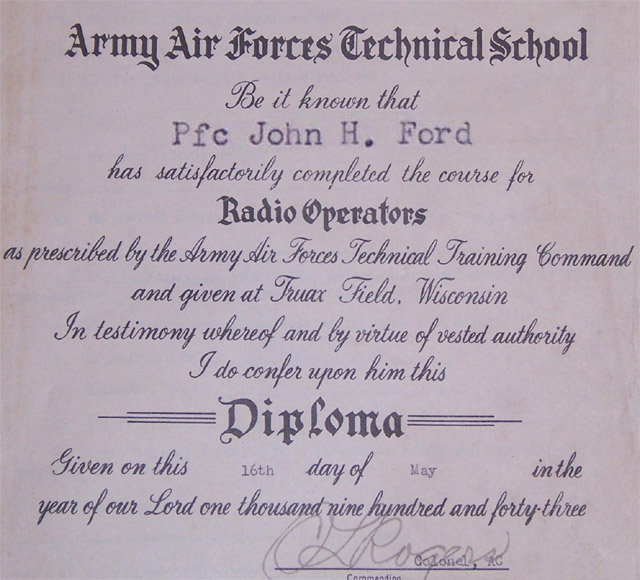 Army Air Forces Technical School
Be it known that
Pfc John H. Ford
has satisfactorily completed the course for
Radio Operators
as prescribed by the Army Air Forces Technical Training Command
and given at Truax Field, Wisconsin
In testimony whereof and by virtue of vested authority
I do confer upon him this
Diploma
Given on this 16th day of May in the
year of our Lord one thousand nine hundred and forty-three
C L Rogers
Colonel, AC
Commanding